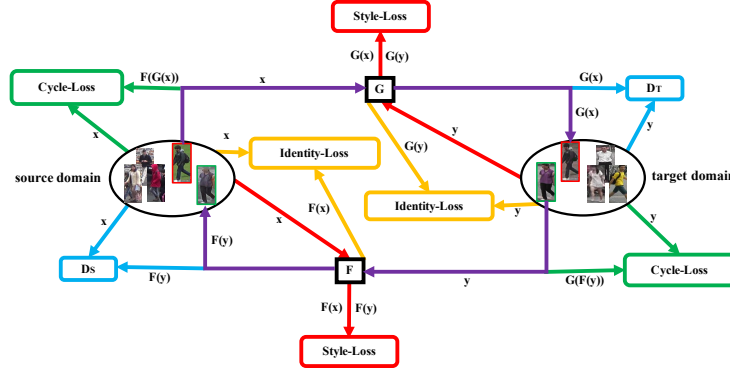 Style-Loss
G(x) G(y)
F(G(x)) x G G(x)
Cycle-Loss DT
G(x)
x y y
x G(y)
Identity-Loss
source domain target domain
Identity-Loss
F(x) y
x x y
F(y)
DS F(y) F y G(F(y)) Cycle-Loss
F(x) F(y)
Style-Loss